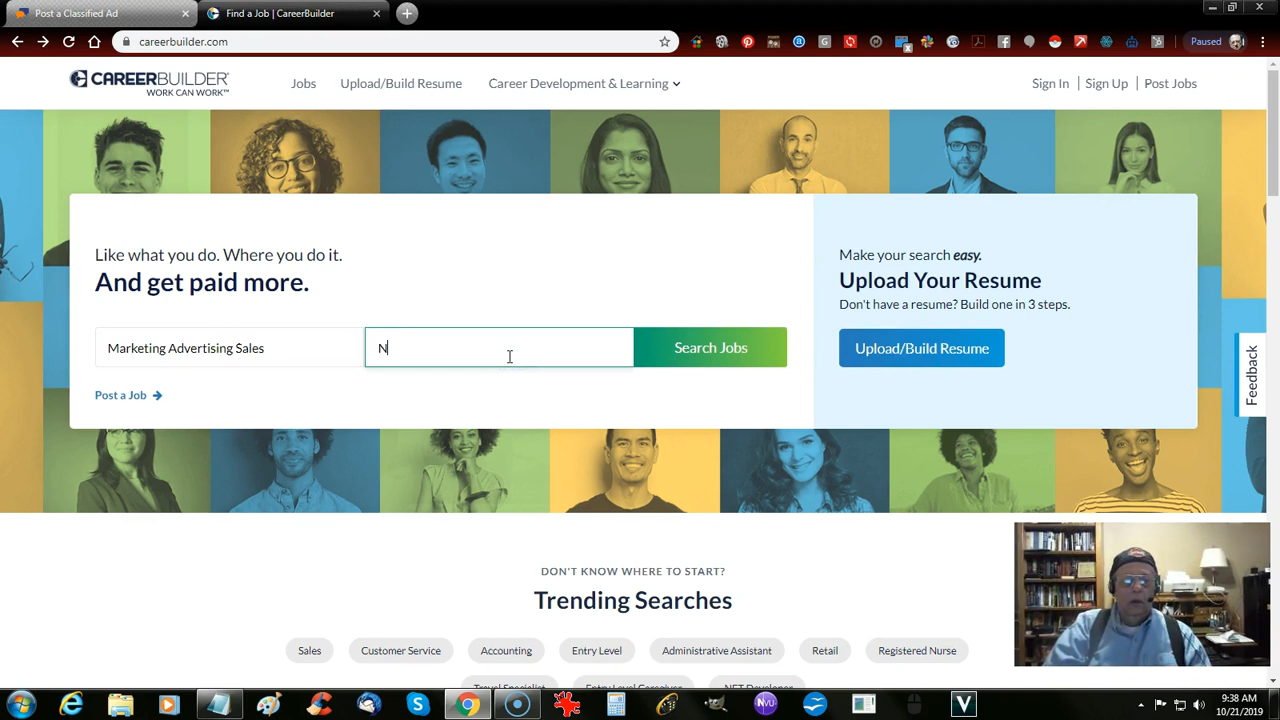 Post a Classified Ad
Find a Job | CareerBuilder
careerbuilder.com
Paused
CAREERBUILDER
WORK CAN WORK™
Jobs
Upload/Build Resume
Career Development & Learning
Sign In
Sign Up
Post Jobs
Like what you do. Where you do it.
And get paid more.
Marketing Advertising Sales
N
Search Jobs
Post a Job
Make your search easy.
Upload Your Resume
Don't have a resume? Build one in 3 steps.
Upload/Build Resume
Feedback
DON'T KNOW WHERE TO START?
Trending Searches
Sales
Customer Service
Accounting
Entry Level
Administrative Assistant
Retail
Registered Nurse
Travel Specialist
Entry Level Caregiver
.NET Developer
9:38 AM
10/21/2019